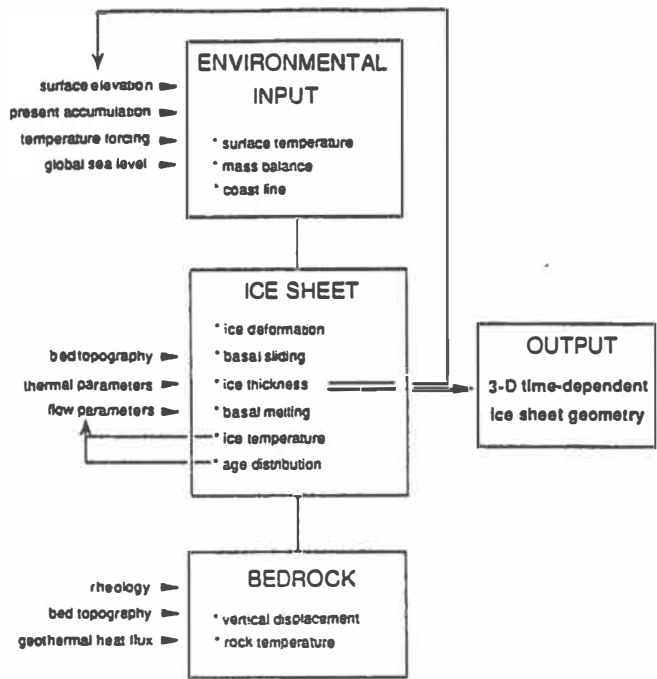 ENVIRONMENTAL
INPUT
surface elevation
present accumulation
temperature forcing
global sea level
* surface temperature
* mass balance
* coast line
ICE SHEET
bed topography
thermal parameters
flow parameters
* ice deformation
* basal sliding
* ice thickness
* basal melting
* ice temperature
* age distribution
OUTPUT
3-D time-dependent
ice sheet geometry
BEDROCK
rheology
bed topography
geothermal heat flux
* vertical displacement
* rock temperature